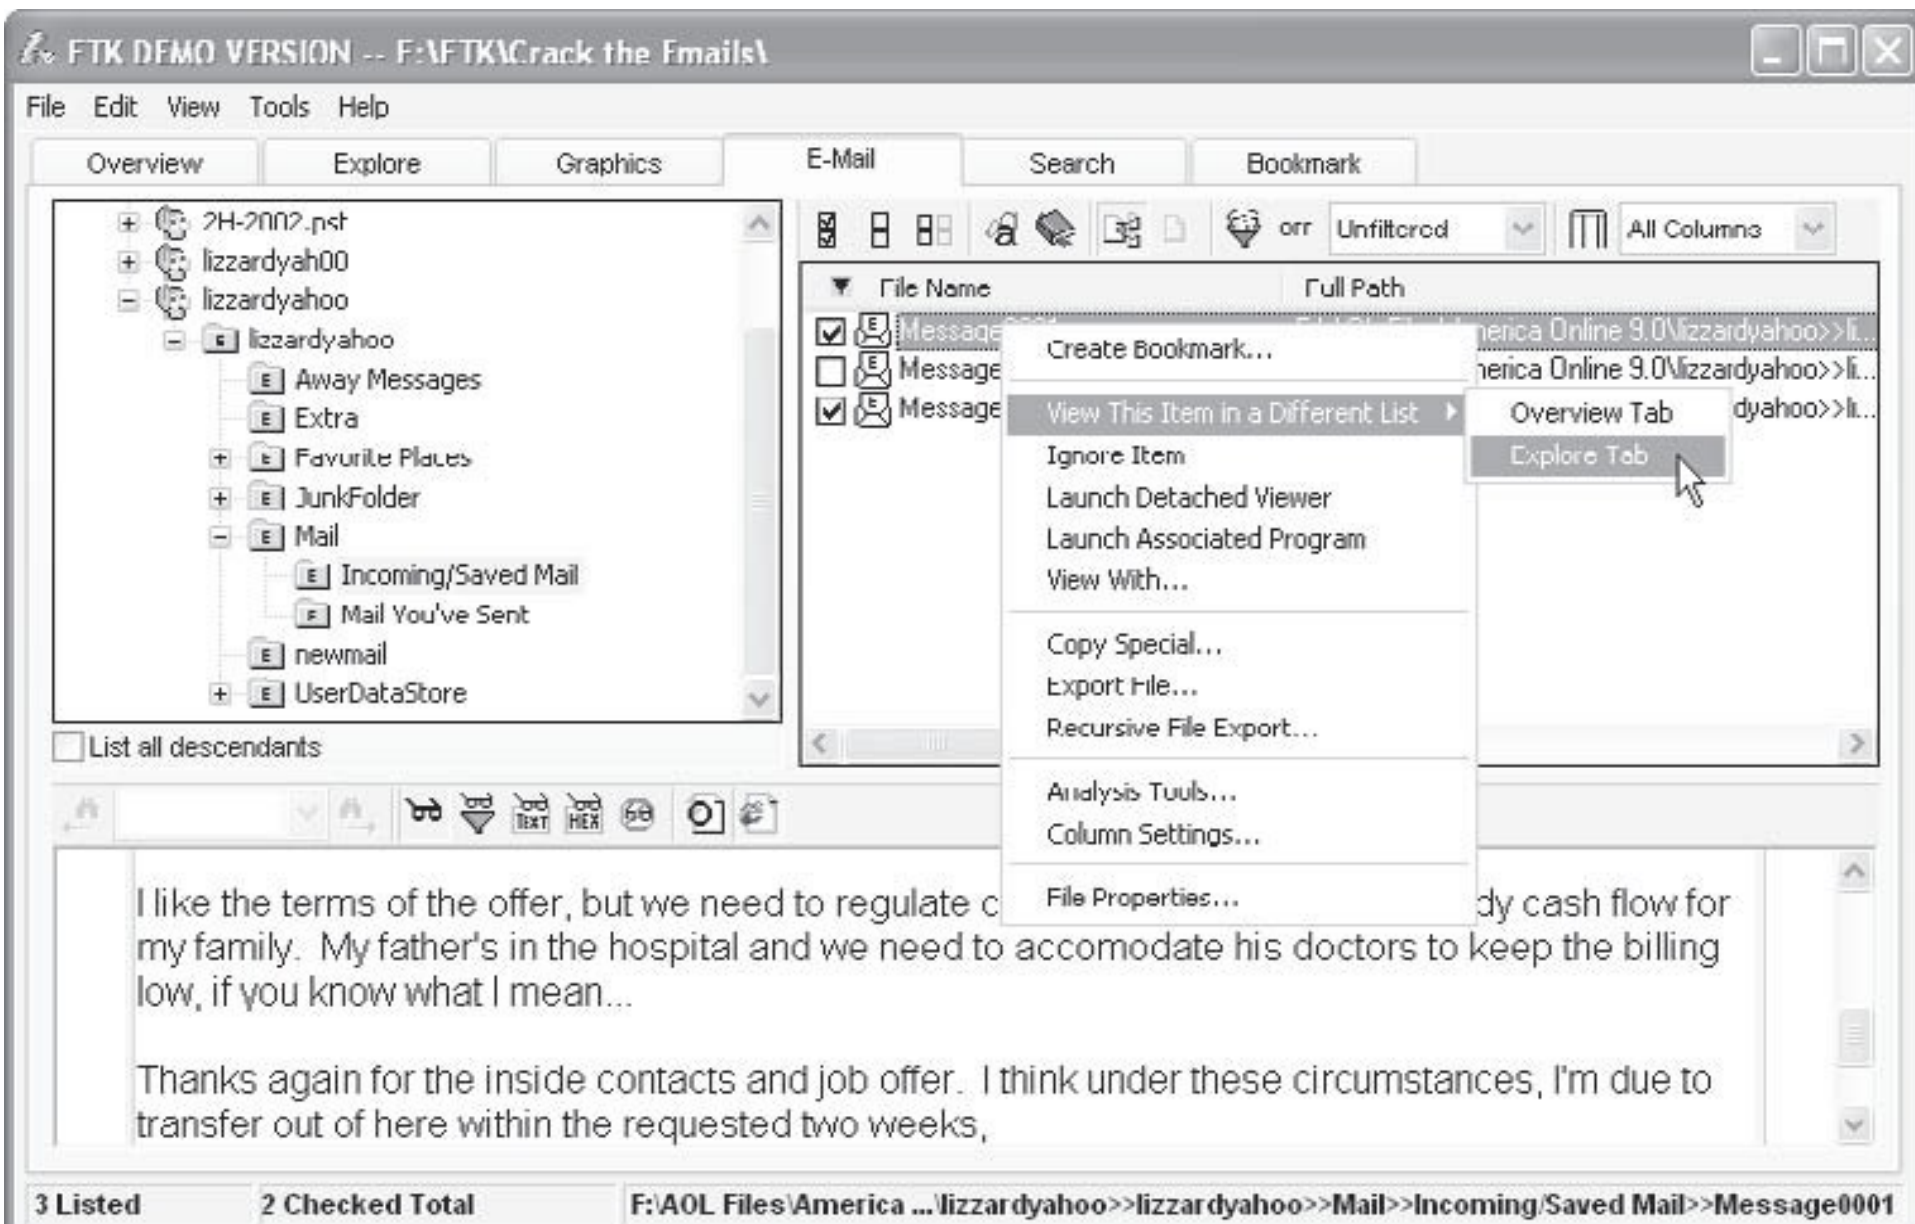 FTK DEMO VERSION -- F:\FTK\Crack the Emails\
File Edit View Tools Help
Overview Explore Graphics E-Mail Search Bookmark
2H-2002.pst
lizzardyah00
lizzardyahoo
lizzardyahoo
Away Messages
Extra
Favorite Places
JunkFolder
Mail
Incoming/Saved Mail
Mail You've Sent
newmail
UserDataStore
List all descendants
OFF Unfiltered All Columns
File Name Full Path
Message0001 America Online 9.0\lizzardyahoo>>li...
Message nerica Online 9.0\lizzardyahoo>>li...
Message dyahoo>>li...
Create Bookmark...
View This Item in a Different List
Ignore Item
Launch Detached Viewer
Launch Associated Program
View With...
Copy Special...
Export File...
Recursive File Export...
Analysis Tools...
Column Settings...
File Properties...
Overview Tab
Explore Tab
TEXT HEX
I like the terms of the offer, but we need to regulate c dy cash flow for
my family. My father's in the hospital and we need to accomodate his doctors to keep the billing
low, if you know what I mean...
Thanks again for the inside contacts and job offer. I think under these circumstances, I'm due to
transfer out of here within the requested two weeks,
3 Listed 2 Checked Total F:\AOL Files\America ...\lizzardyahoo>>lizzardyahoo>>Mail>>Incoming/Saved Mail>>Message0001